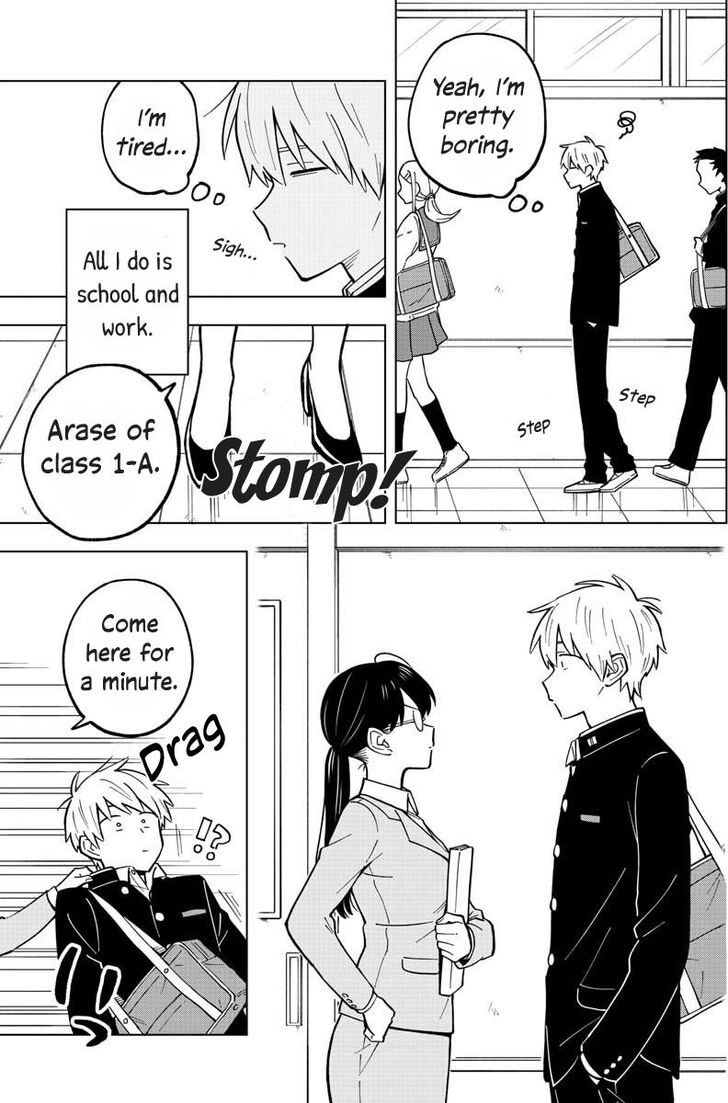 Yeah, I'm
pretty
boring.
Step
Step
I'm
tired...
Sigh...
All I do is
school and
work.
Arase of
class 1-A.
Stomp!
Come
here for
a minute.
Drag
!?